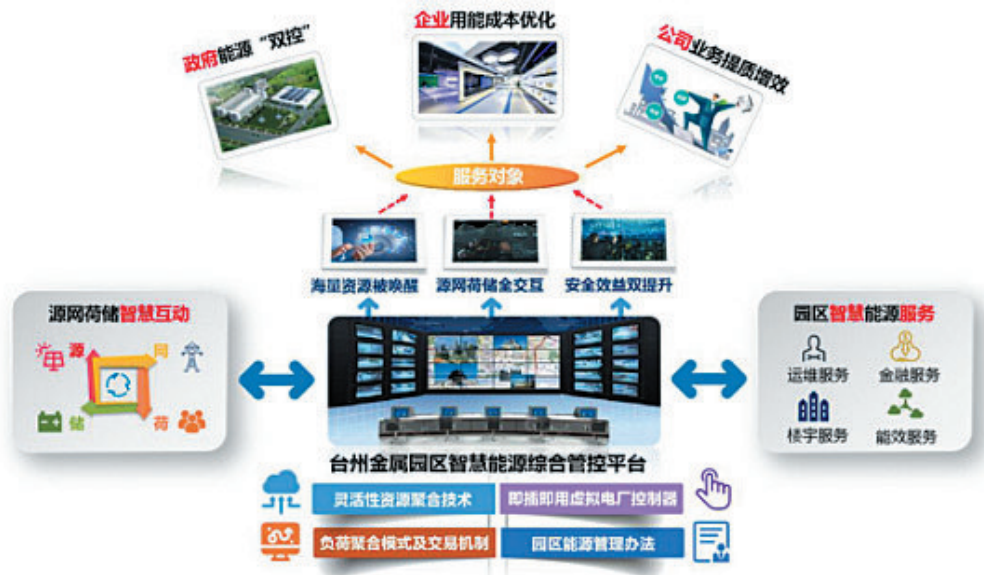 政府能源“双控”
企业用能成本优化
公司业务提质增效
服务对象
海量资源被唤醒
源网荷储全交互
安全效益双提升
源网荷储智慧互动
源
网
储
荷
园区智慧能源服务
运维服务
金融服务
楼宇服务
能效服务
台州金属园区智慧能源综合管控平台
灵活性资源聚合技术
即插即用虚拟电厂控制器
负荷聚合模式及交易机制
园区能源管理办法